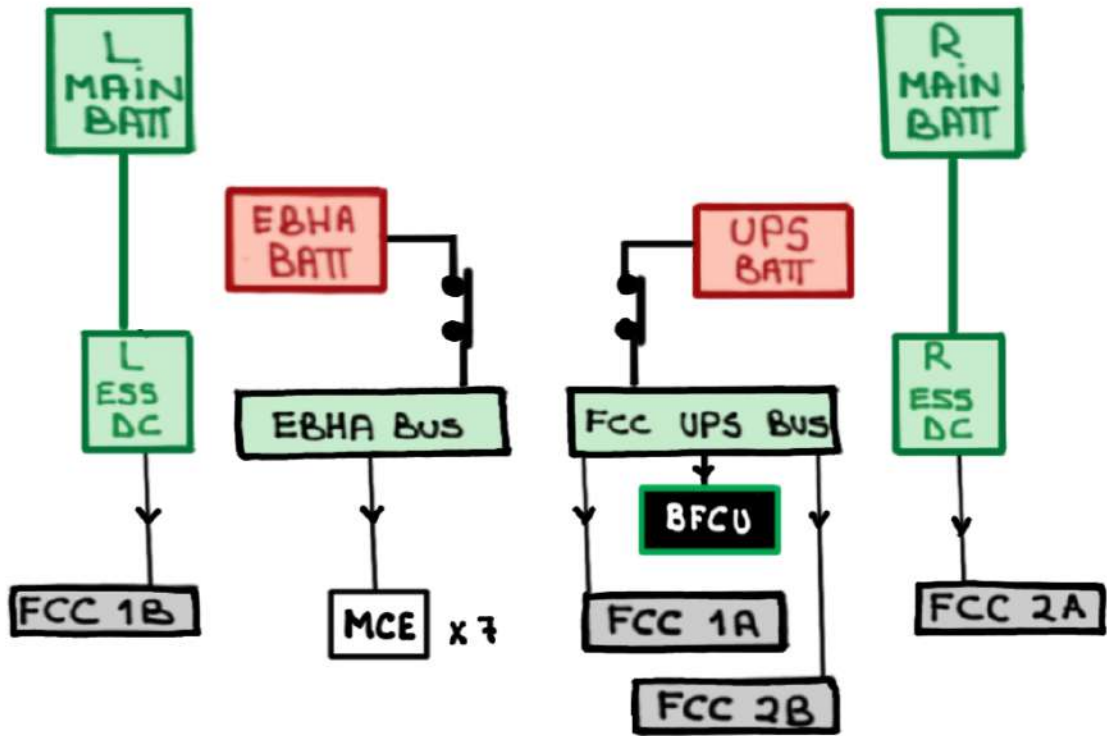 L
MAiN
BATT
R
MAiN
BATT
EBHA
BATT
UPS
BATT
L
ESS
DC
EBHA BUS
FCC UPS BUS
R
ESS
DC
BFCU
FCC 1B
MCE x 7
FCC 1A
FCC 2A
FCC 2B